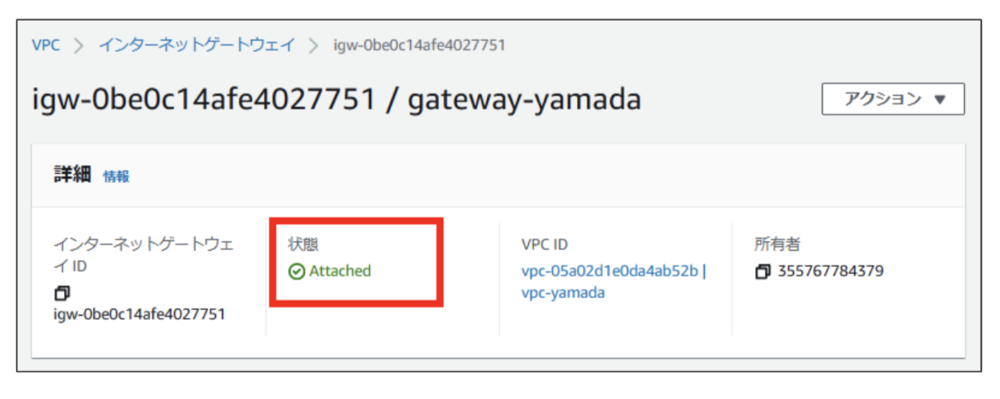 VPC > インターネットゲートウェイ > igw-0be0c14afe4027751
igw-0be0c14afe4027751 / gateway-yamada
アクション ▼
詳細 情報
インターネットゲートウェ
イ ID
igw-0be0c14afe4027751
状態
Attached
VPC ID
vpc-05a02d1e0da4ab52b |
vpc-yamada
所有者
355767784379